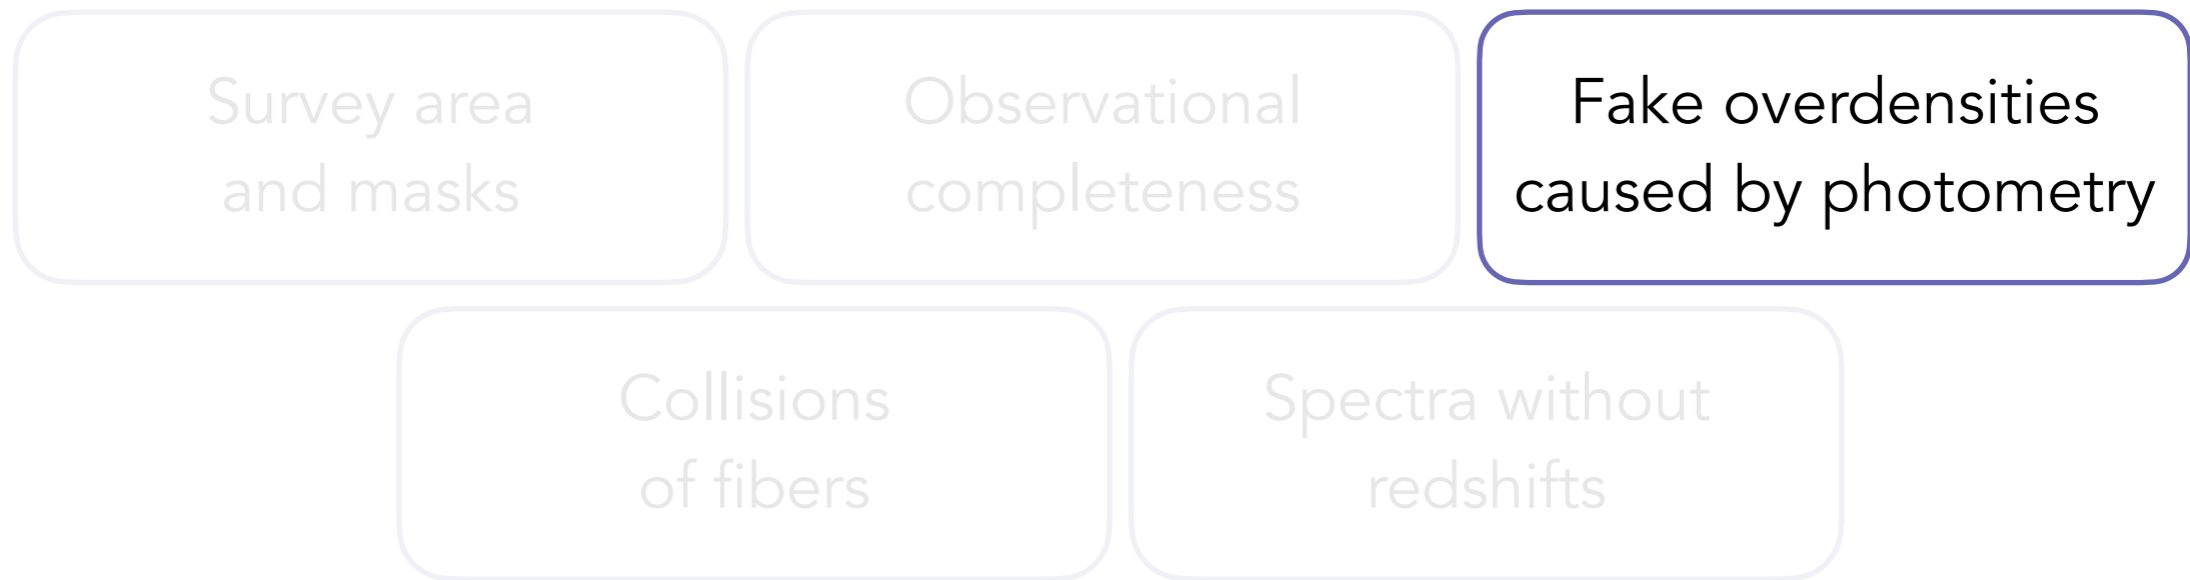 Survey area
and masks
Observational
completeness
Fake overdensities
caused by photometry
Collisions
of fibers
Spectra without
redshifts